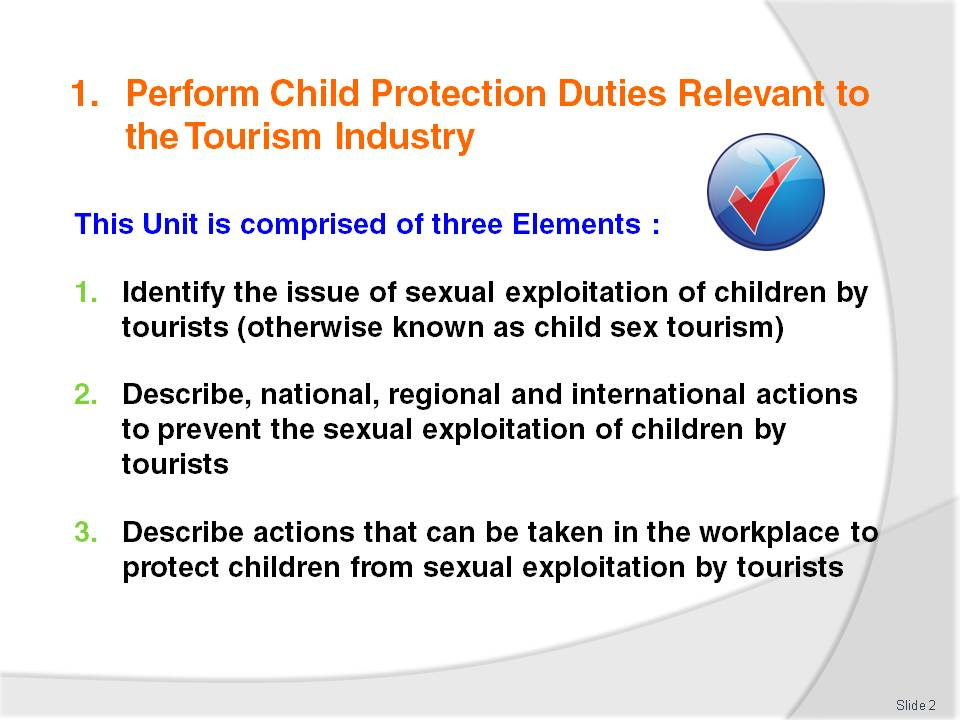 1. Perform Child Protection Duties Relevant to
the Tourism Industry
This Unit is comprised of three Elements :
1. Identify the issue of sexual exploitation of children by
tourists (otherwise known as child sex tourism)
2. Describe, national, regional and international actions
to prevent the sexual exploitation of children by
tourists
3. Describe actions that can be taken in the workplace to
protect children from sexual exploitation by tourists
Slide 2